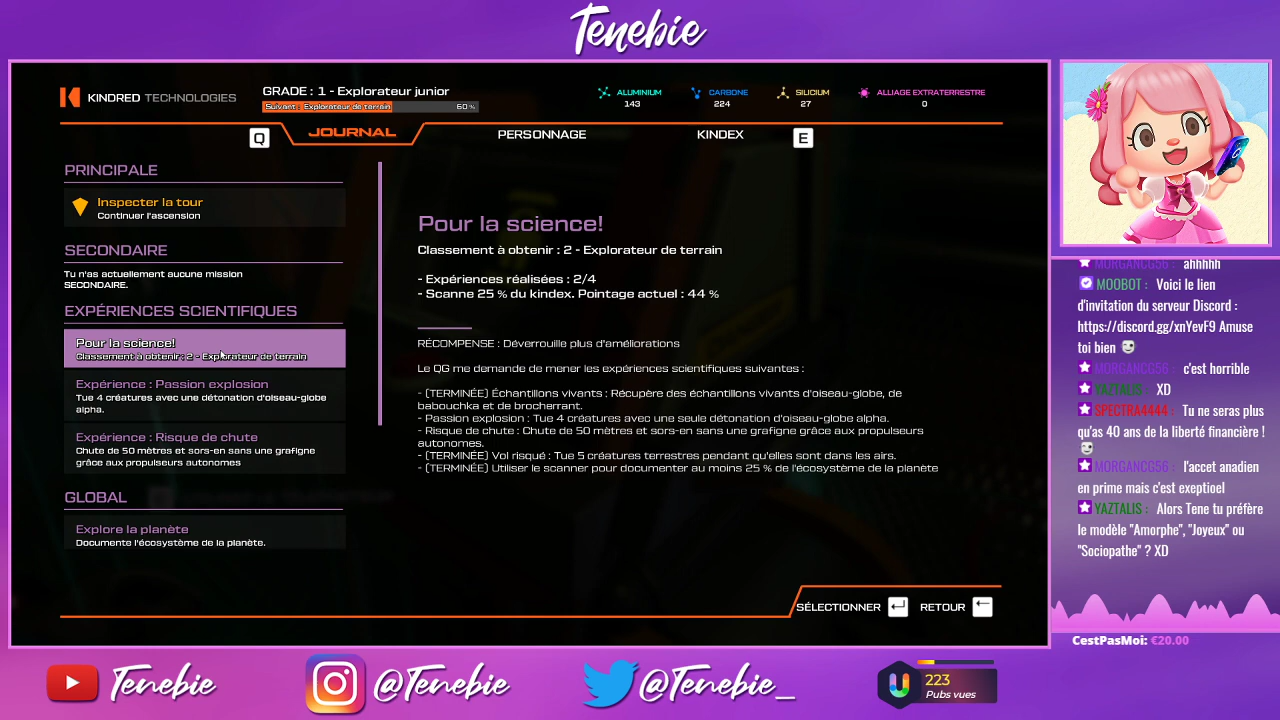 Tenebie
KINDRED TECHNOLOGIES
GRADE : 1 - Explorateur junior
Suivant : Explorateur de terrain 60 %
ALUMINIUM
143
CARBONE
224
SILICIUM
27
ALLIAGE EXTRATERRESTRE
0
Q
JOURNAL
PERSONNAGE
KINDEX
E
PRINCIPALE
Inspecter la tour
Continuer l'ascension
SECONDAIRE
Tu n'as actuellement aucune mission
SECONDAIRE.
EXPÉRIENCES SCIENTIFIQUES
Pour la science!
Classement à obtenir : 2 - Explorateur de terrain
Expérience : Passion explosion
Tue 4 créatures avec une détonation d'oiseau-globe
alpha.
Expérience : Risque de chute
Chute de 50 mètres et sors-en sans une grafigne
grâce aux propulseurs autonomes
GLOBAL
Explore la planète
Documente l'écosystème de la planète.
Pour la science!
Classement à obtenir : 2 - Explorateur de terrain
- Expériences réalisées : 2/4
- Scanne 25 % du kindex. Pointage actuel : 44 %
RÉCOMPENSE : Déverrouille plus d'améliorations
Le QG me demande de mener les expériences scientifiques suivantes :
- (TERMINÉE) Échantillons vivants : Récupère des échantillons vivants d'oiseau-globe, de
babouchka et de brocherrant.
- Passion explosion : Tue 4 créatures avec une seule détonation d'oiseau-globe alpha.
- Risque de chute : Chute de 50 mètres et sors-en sans une grafigne grâce aux propulseurs
autonomes.
- (TERMINÉE) Vol risqué : Tue 5 créatures terrestres pendant qu'elles sont dans les airs.
- (TERMINÉE) Utiliser le scanner pour documenter au moins 25 % de l'écosystème de la planète
SÉLECTIONNER
RETOUR
MORGANCG56 : ahhhhh
MOOBOT : Voici le lien
d'invitation du serveur Discord :
https://discord.gg/xnYevF9 Amuse
toi bien
MORGANCG56 : c'est horrible
YAZTALIS : XD
SPECTRA4444 : Tu ne seras plus
qu'as 40 ans de la liberté financière !
MORGANCG56 : l'accet anadien
en prime mais c'est exeptioel
YAZTALIS : Alors Tene tu préfère
le modèle "Amorphe", "Joyeux" ou
"Sociopathe" ? XD
CestPasMoi: €20.00
Tenebie
@Tenebie
@Tenebie_
223
Pubs vues